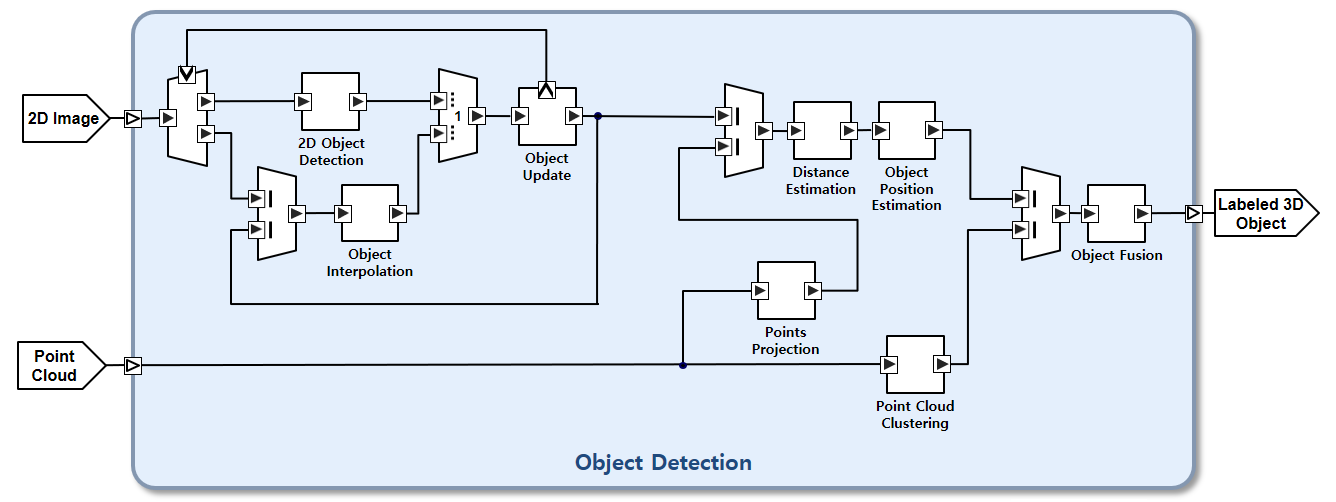 2D Image
2D Object
Detection
1
Object
Update
Object
Interpolation
Distance
Estimation
Object
Position
Estimation
Labeled 3D
Object
Object Fusion
Points
Projection
Point
Cloud
Point Cloud
Clustering
Object Detection